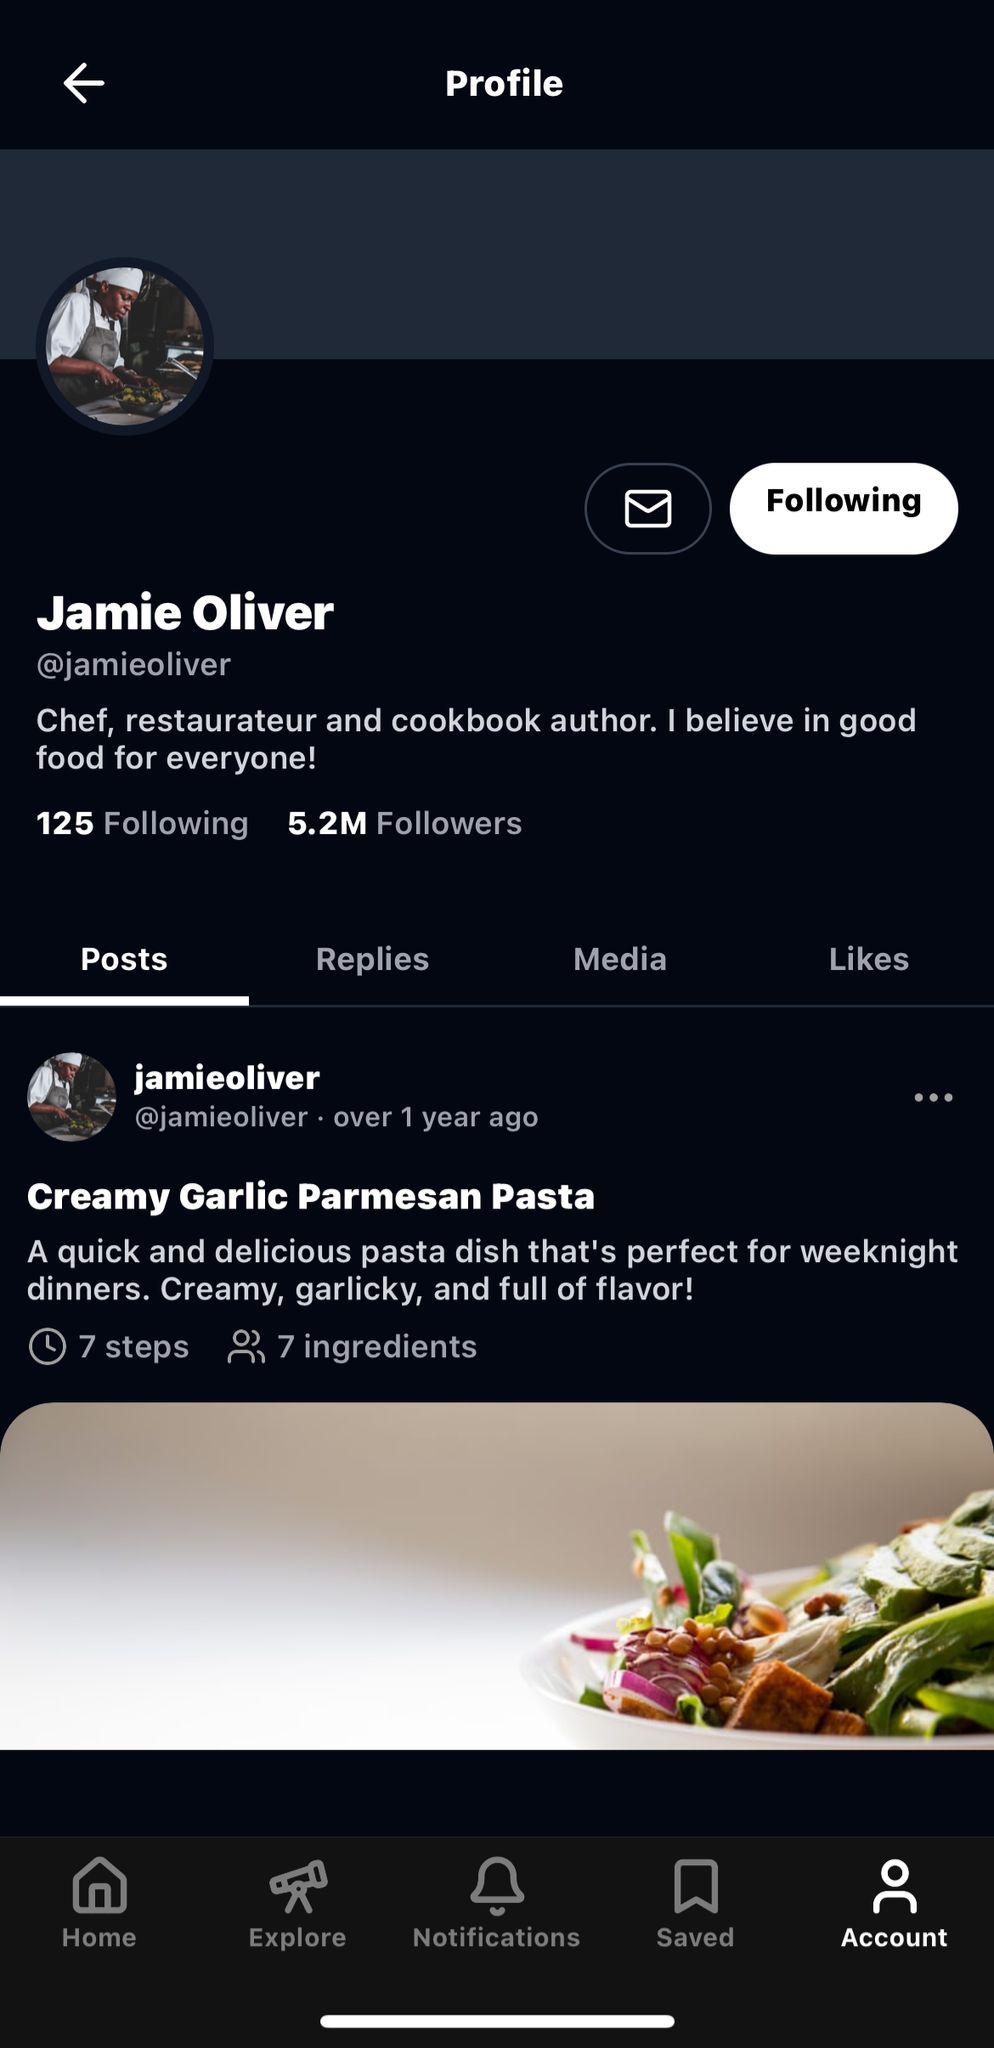 Profile
Following
Jamie Oliver
@jamieoliver
Chef, restaurateur and cookbook author. I believe in good
food for everyone!
125 Following 5.2M Followers
Posts Replies Media Likes
jamieoliver
@jamieoliver · over 1 year ago
Creamy Garlic Parmesan Pasta
A quick and delicious pasta dish that's perfect for weeknight
dinners. Creamy, garlicky, and full of flavor!
7 steps 7 ingredients
Home Explore Notifications Saved Account